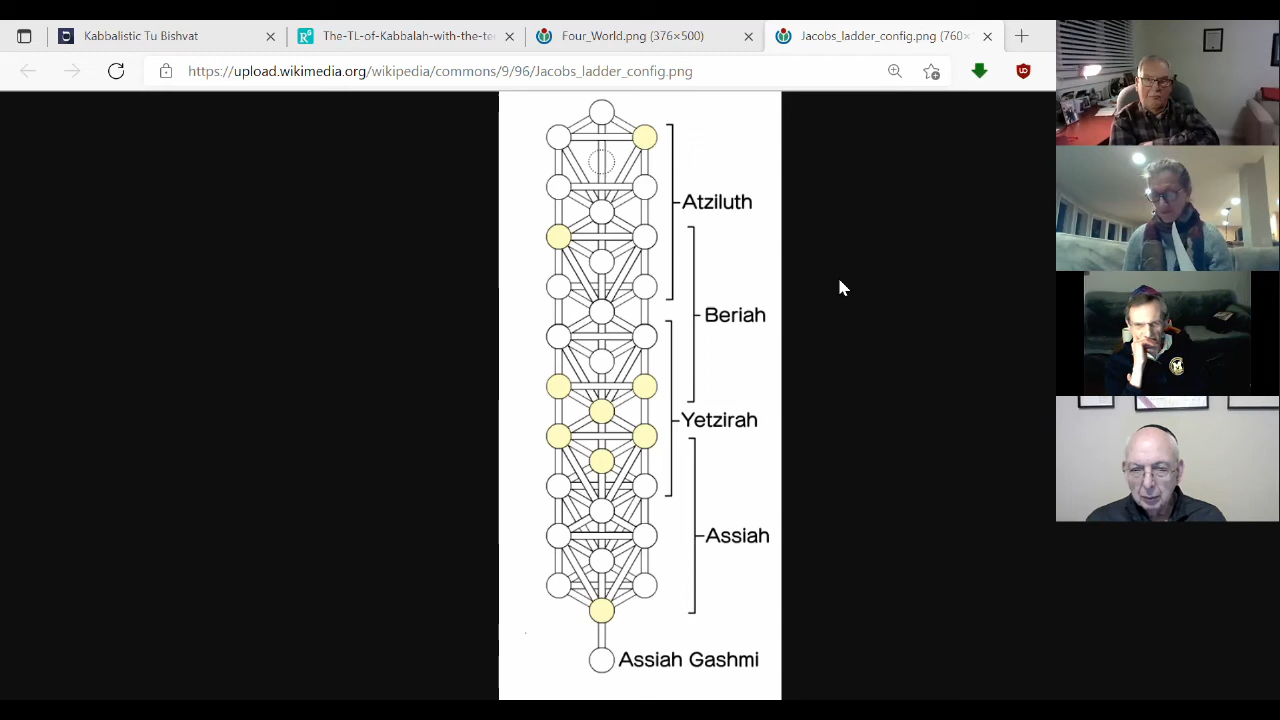 Kabbalistic Tu Bishvat
The-Tree-of-Kabbalah-with-the-te
Four_World.png (376×500)
Jacobs_ladder_config.png (760×
https://upload.wikimedia.org/wikipedia/commons/9/96/Jacobs_ladder_config.png
Atziluth
Beriah
Yetzirah
Assiah
Assiah Gashmi